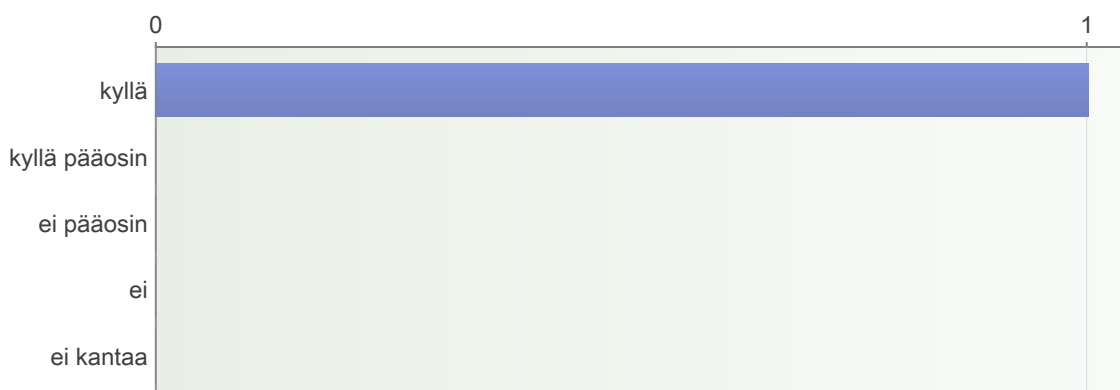 0 1
kyllä
kyllä pääosin
ei pääosin
ei
ei kantaa